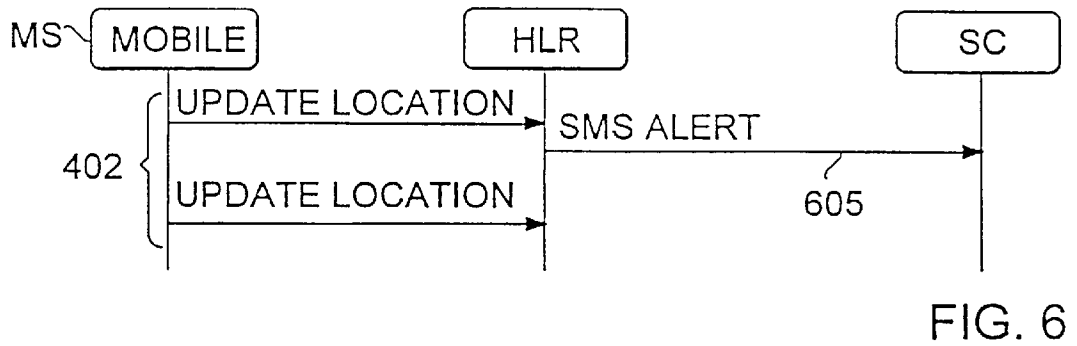 MS
MOBILE
HLR
SC
UPDATE LOCATION
SMS ALERT
402
UPDATE LOCATION
605
FIG. 6